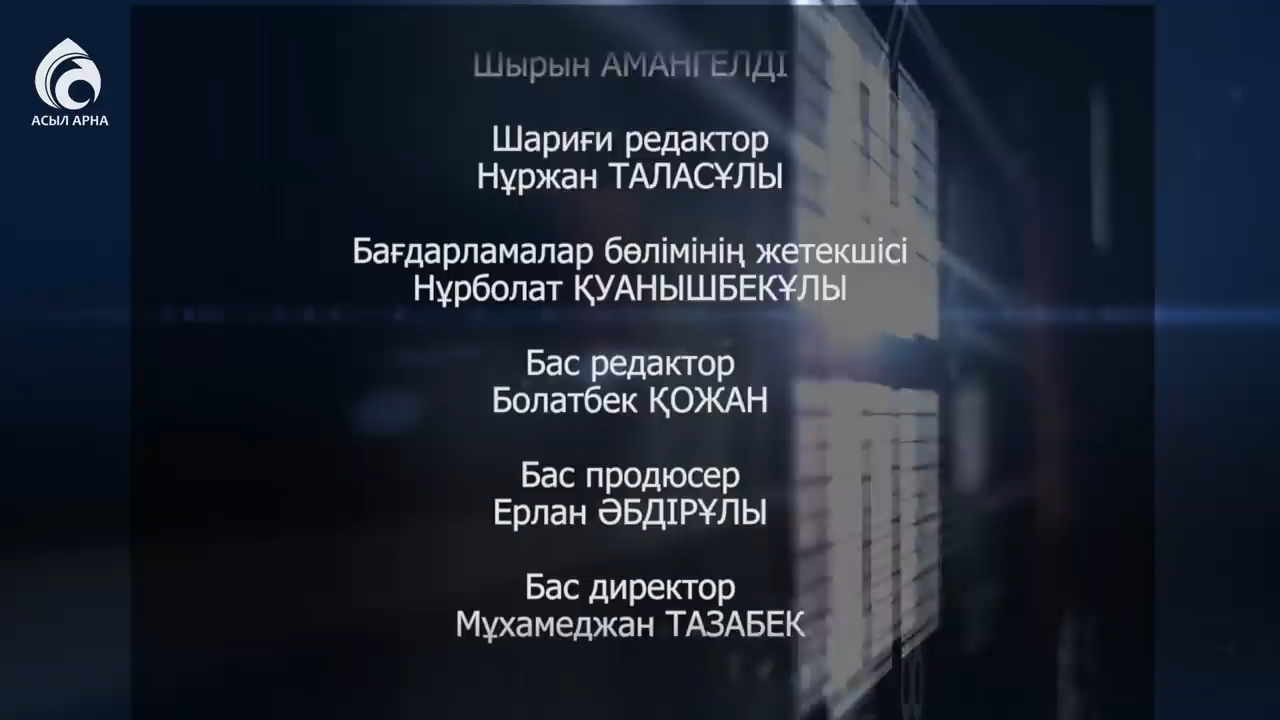 АСЫЛ АРНА
Шырын АМАНГЕЛДІ
Шариғи редактор
Нұржан ТАЛАСҰЛЫ
Бағдарламалар бөлімінің жетекшісі
Нұрболат ҚУАНЫШБЕКҰЛЫ
Бас редактор
Болатбек ҚОЖАН
Бас продюсер
Ерлан ӘБДІРҰЛЫ
Бас директор
Мұхамеджан ТАЗАБЕК